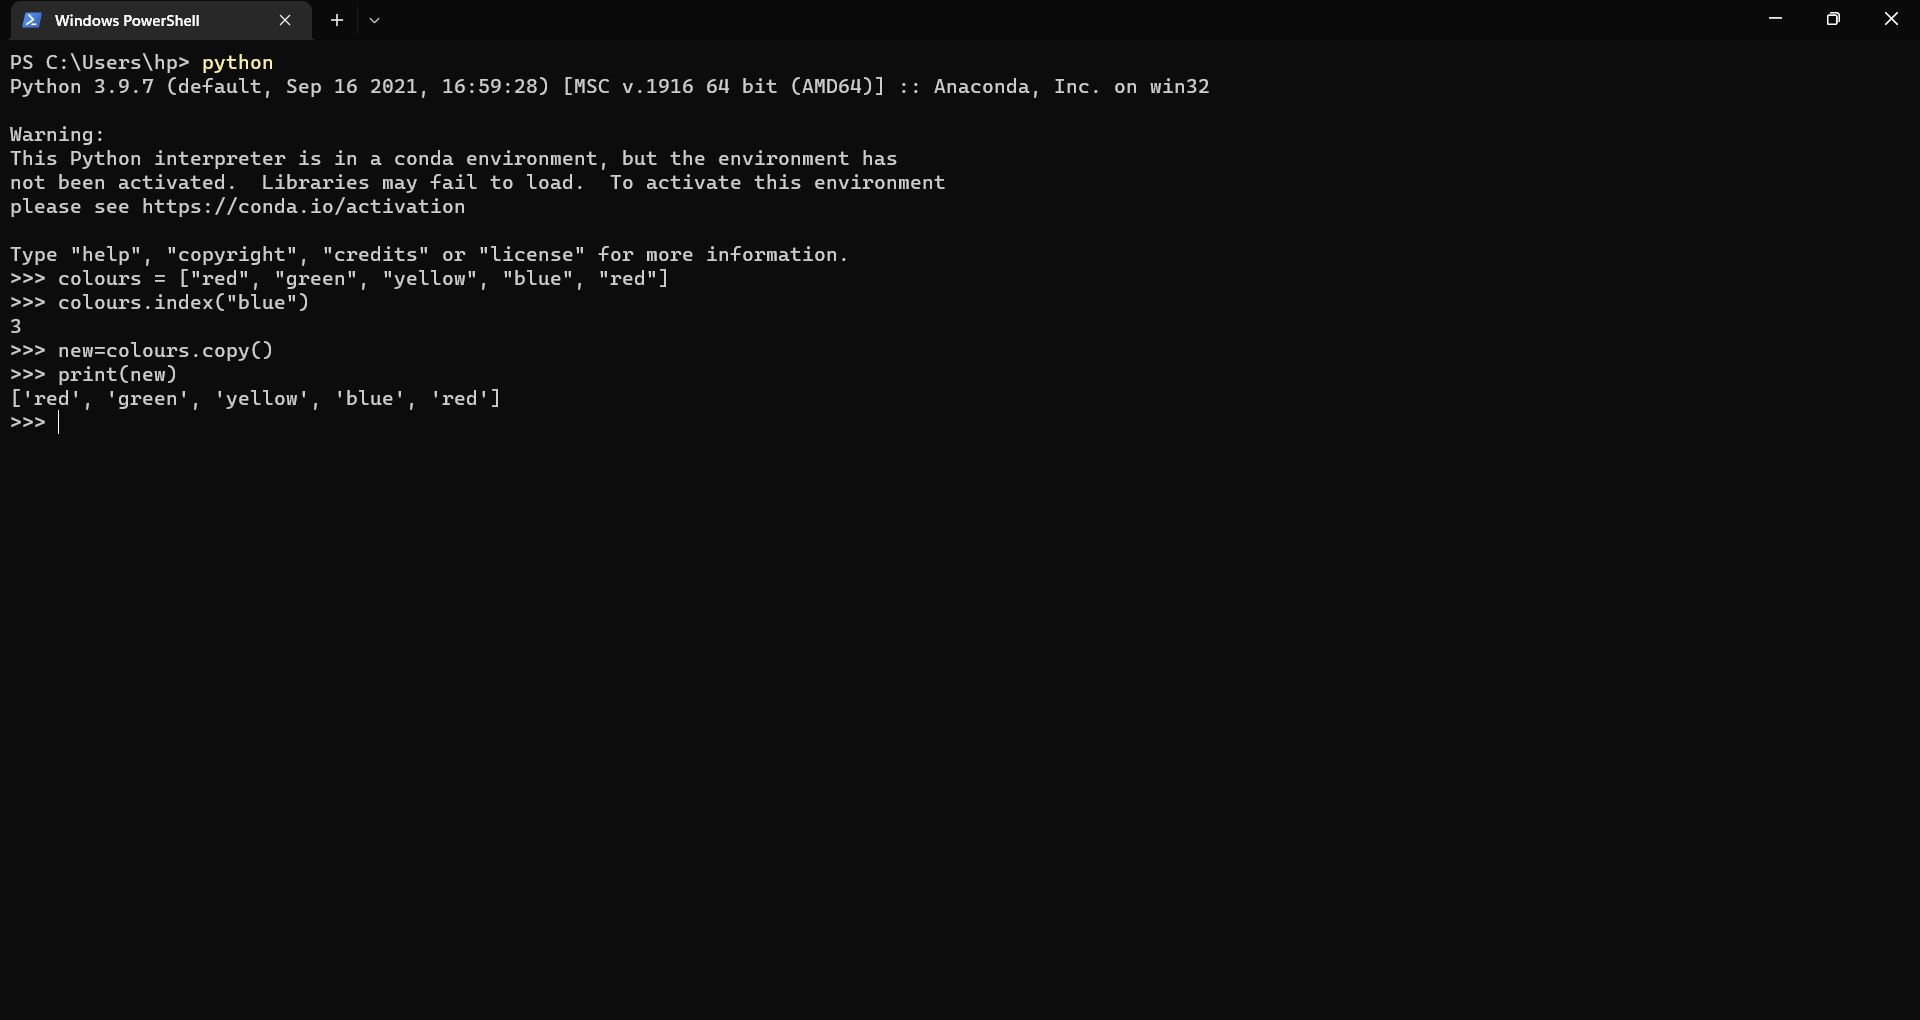 Windows PowerShell
PS C:\Users\hp> python
Python 3.9.7 (default, Sep 16 2021, 16:59:28) [MSC v.1916 64 bit (AMD64)] :: Anaconda, Inc. on win32
Warning:
This Python interpreter is in a conda environment, but the environment has
not been activated.  Libraries may fail to load.  To activate this environment
please see https://conda.io/activation
Type "help", "copyright", "credits" or "license" for more information.
>>> colours = ["red", "green", "yellow", "blue", "red"]
>>> colours.index("blue")
3
>>> new=colours.copy()
>>> print(new)
['red', 'green', 'yellow', 'blue', 'red']
>>>